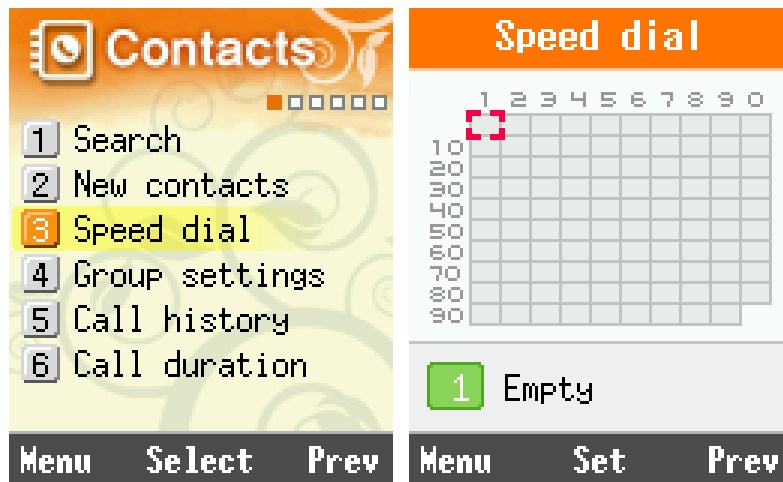 Contacts
1 Search
2 New contacts
3 Speed dial
4 Group settings
5 Call history
6 Call duration
Menu Select Prev
Speed dial
1 2 3 4 5 6 7 8 9 0
10
20
30
40
50
60
70
80
90
1 Empty
Menu Set Prev